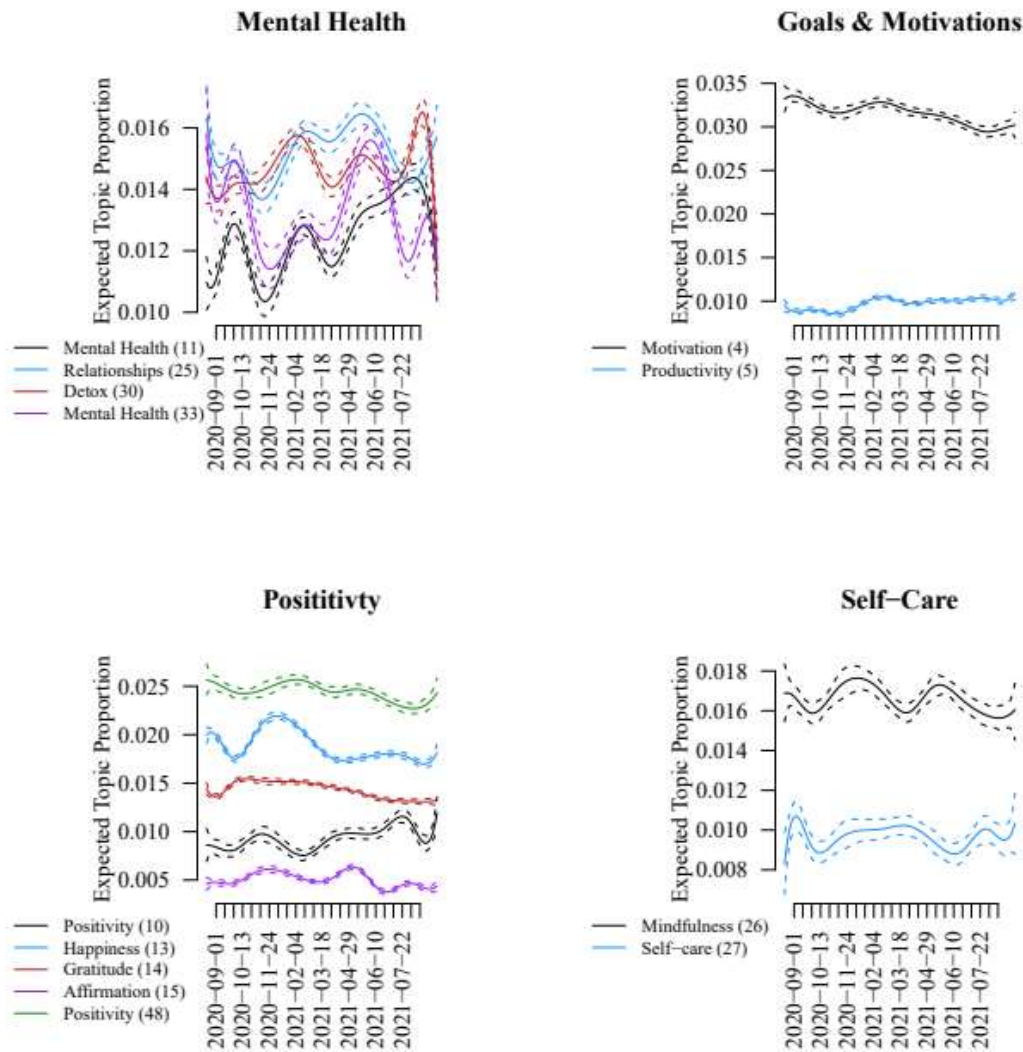 Mental Health
Expected Topic Proportion
0.016
0.014
0.012
0.010
2020−09−01
2020−10−13
2020−11−24
2021−02−04
2021−03−18
2021−04−29
2021−06−10
2021−07−22
Mental Health (11)
Relationships (25)
Detox (30)
Mental Health (33)
Goals & Motivations
Expected Topic Proportion
0.035
0.030
0.025
0.020
0.015
0.010
2020−09−01
2020−10−13
2020−11−24
2021−02−04
2021−03−18
2021−04−29
2021−06−10
2021−07−22
Motivation (4)
Productivity (5)
Posititivty
Expected Topic Proportion
0.025
0.020
0.015
0.010
0.005
2020−09−01
2020−10−13
2020−11−24
2021−02−04
2021−03−18
2021−04−29
2021−06−10
2021−07−22
Positivity (10)
Happiness (13)
Gratitude (14)
Affirmation (15)
Positivity (48)
Self−Care
Expected Topic Proportion
0.018
0.016
0.014
0.012
0.010
0.008
2020−09−01
2020−10−13
2020−11−24
2021−02−04
2021−03−18
2021−04−29
2021−06−10
2021−07−22
Mindfulness (26)
Self−care (27)